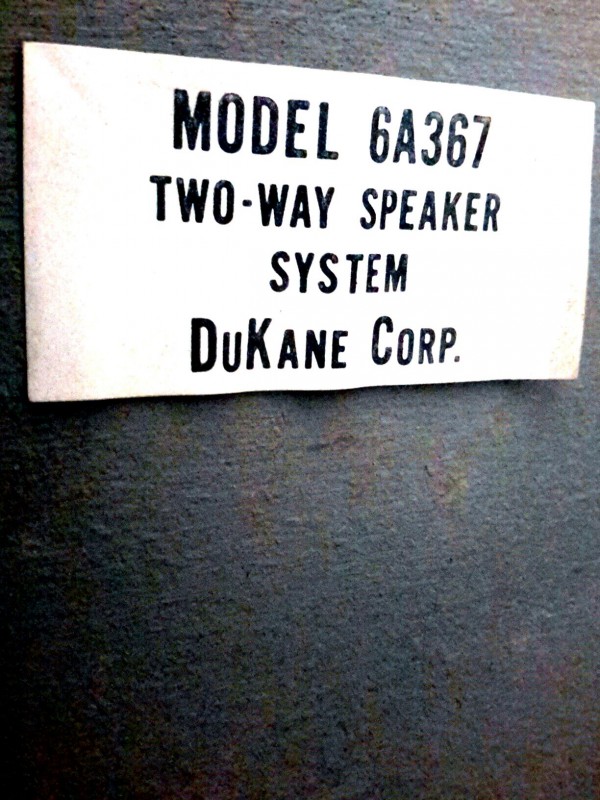 MODEL 6A367
TWO-WAY SPEAKER
SYSTEM
DUKANE CORP.